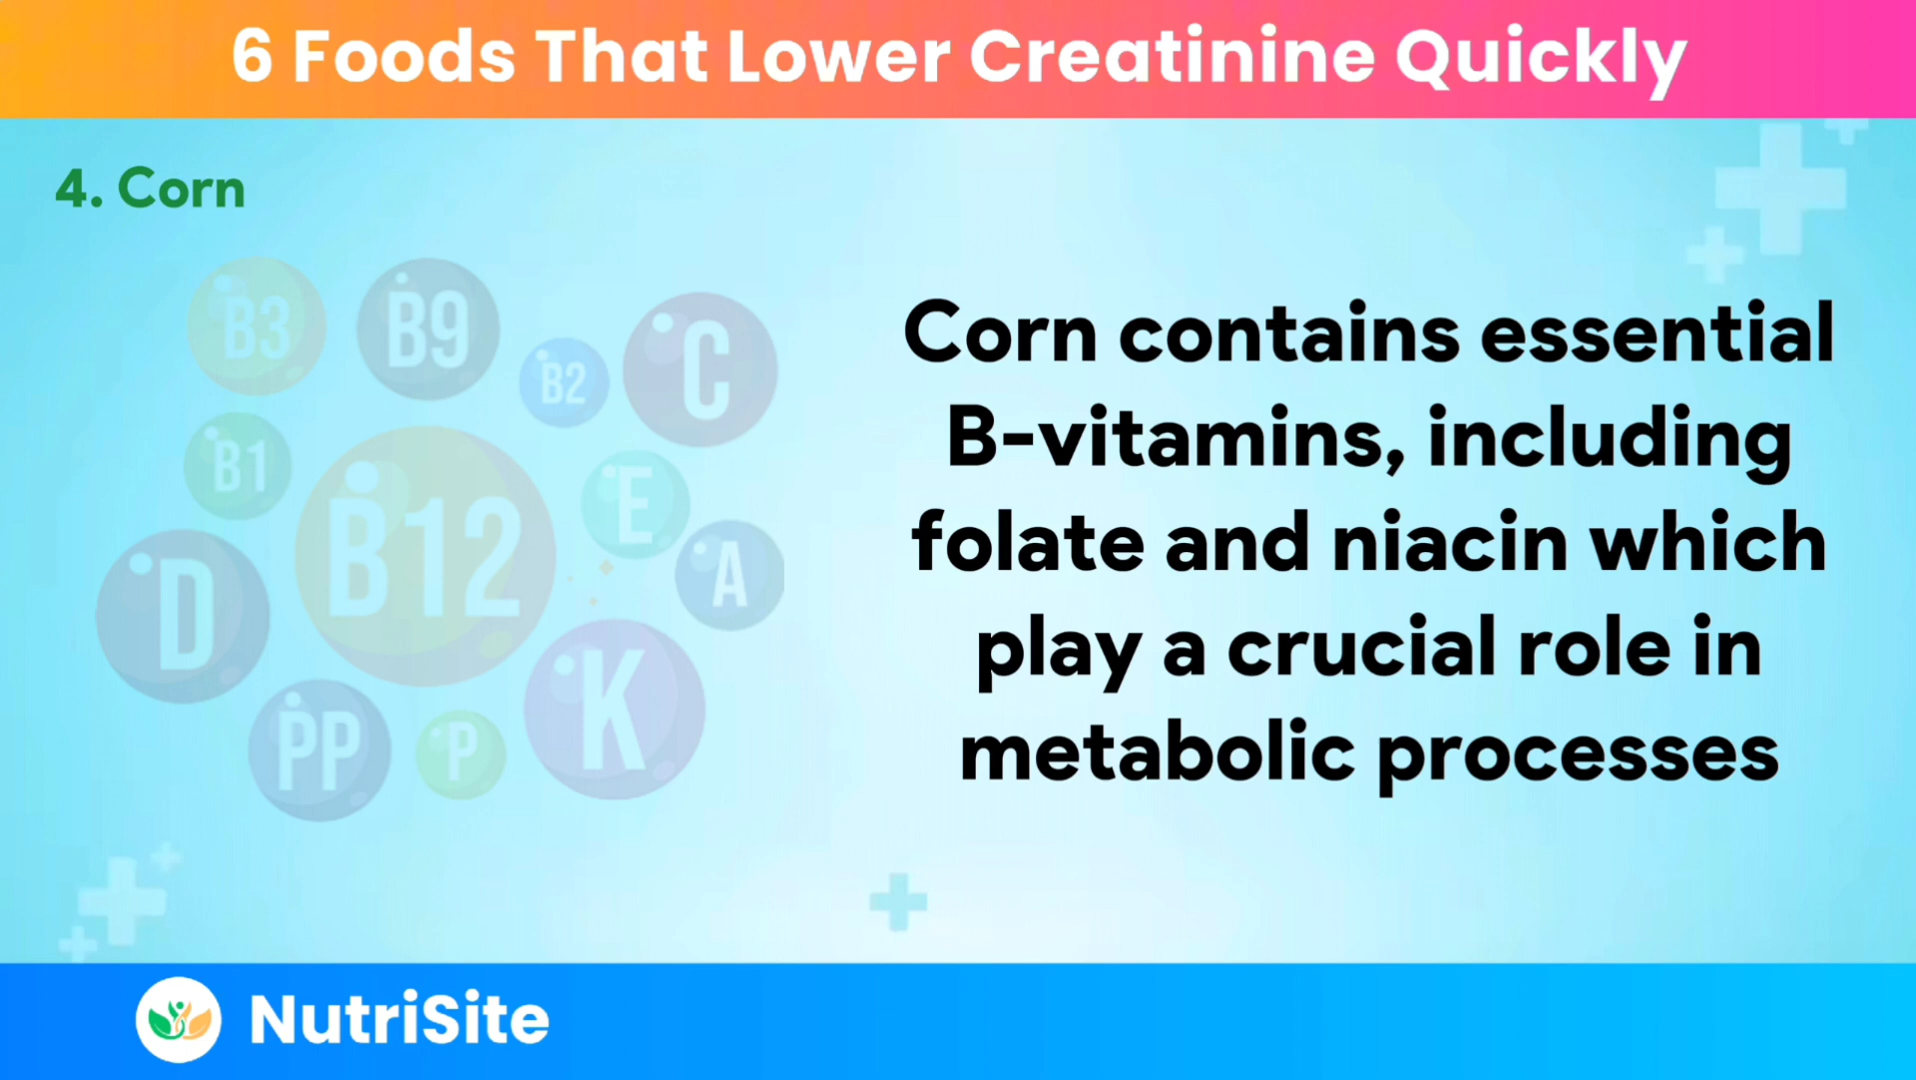 6 Foods That Lower Creatinine Quickly
4. Corn
B3
B9
B2
C
B1
B12
E
A
D
K
PP
P
Corn contains essential
B-vitamins, including
folate and niacin which
play a crucial role in
metabolic processes
NutriSite